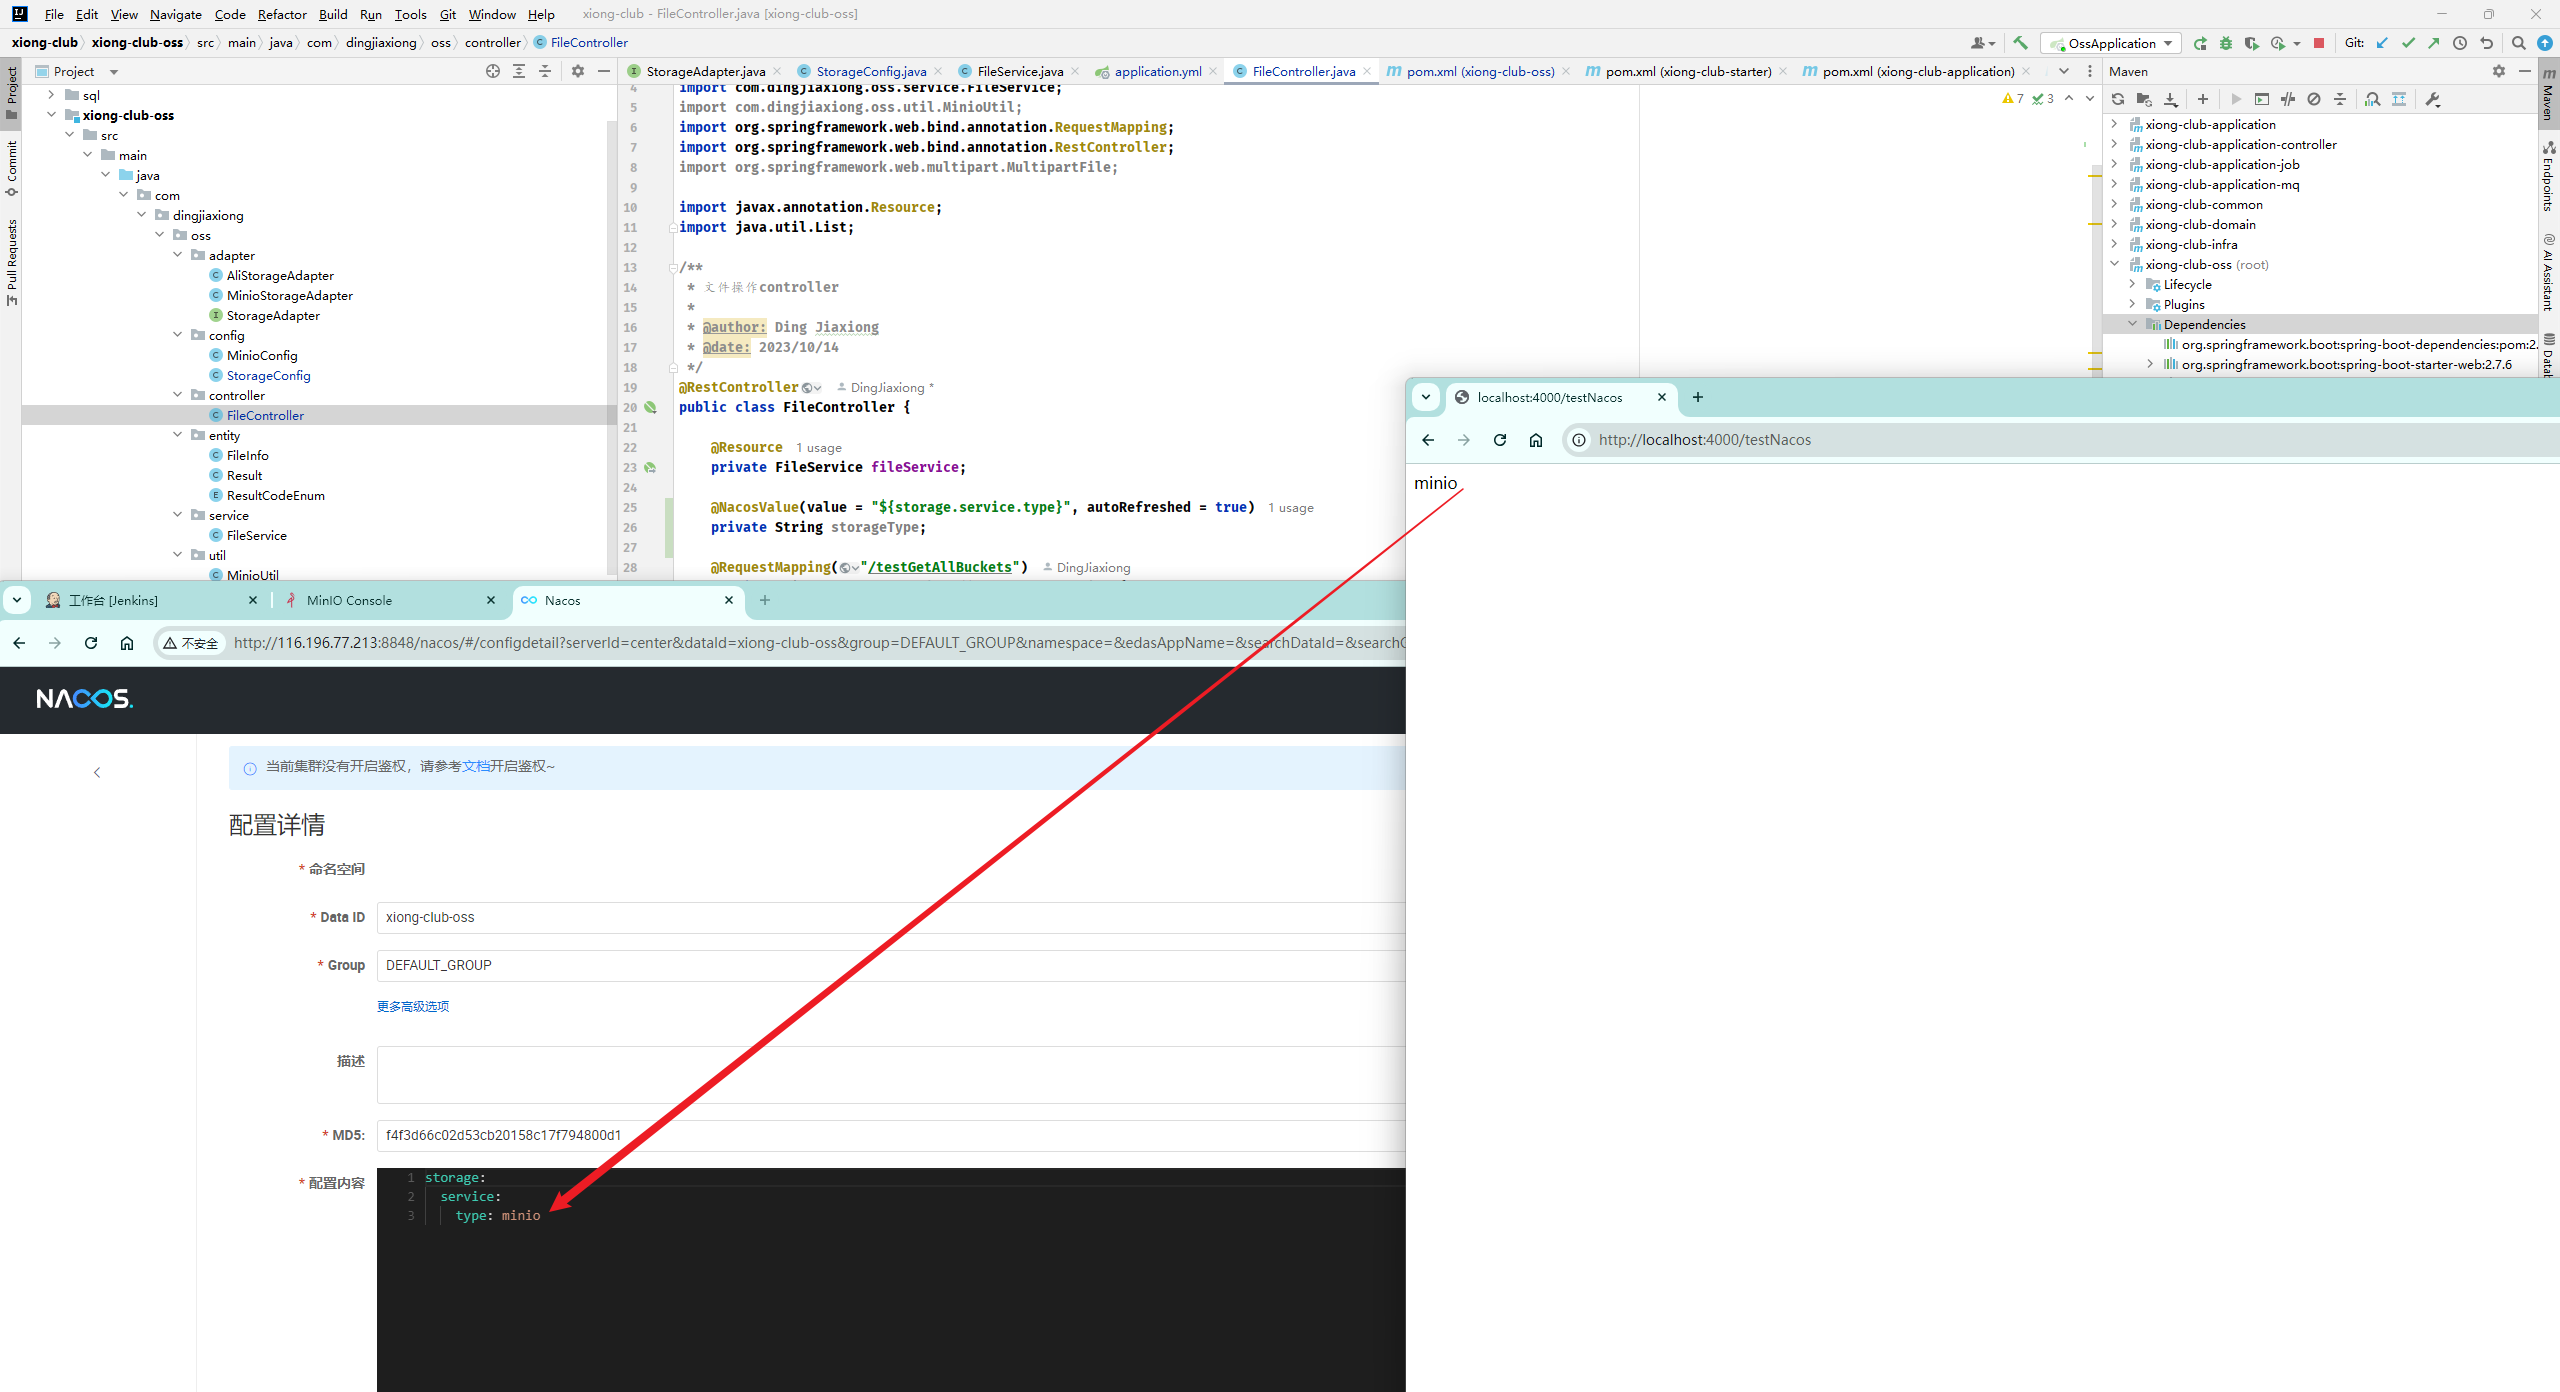 File Edit View Navigate Code Refactor Build Run Tools Git Window Help xiong-club - FileController.java [xiong-club-oss]
xiong-club xiong-club-oss src main java com dingjiaxiong oss controller FileController
OssApplication Git:
Project
StorageAdapter.java StorageConfig.java FileService.java application.yml FileController.java pom.xml (xiong-club-oss) pom.xml (xiong-club-starter) pom.xml (xiong-club-application)
Maven
Project
Commit
Pull Requests
sql
xiong-club-oss
src
main
java
com
dingjiaxiong
oss
adapter
AliStorageAdapter
MinioStorageAdapter
StorageAdapter
config
MinioConfig
StorageConfig
controller
FileController
entity
FileInfo
Result
ResultCodeEnum
service
FileService
util
MinioUtil
7 3
4 import com.dingjiaxiong.oss.service.FileService;
5 import com.dingjiaxiong.oss.util.MinioUtil;
6 import org.springframework.web.bind.annotation.RequestMapping;
7 import org.springframework.web.bind.annotation.RestController;
8 import org.springframework.web.multipart.MultipartFile;
9
10 import javax.annotation.Resource;
11 import java.util.List;
12
13 /**
14 * 文件操作controller
15 *
16 * @author: Ding Jiaxiong
17 * @date: 2023/10/14
18 */
19 @RestController DingJiaxiong *
20 public class FileController {
21
22 @Resource 1 usage
23 private FileService fileService;
24
25 @NacosValue(value = "${storage.service.type}", autoRefreshed = true) 1 usage
26 private String storageType;
27
28 @RequestMapping("/testGetAllBuckets") DingJiaxiong
xiong-club-application
xiong-club-application-controller
xiong-club-application-job
xiong-club-application-mq
xiong-club-common
xiong-club-domain
xiong-club-infra
xiong-club-oss (root)
Lifecycle
Plugins
Dependencies
org.springframework.boot:spring-boot-dependencies:pom:2.
org.springframework.boot:spring-boot-starter-web:2.7.6
Maven
Endpoints
AI Assistant
Datab
localhost:4000/testNacos
http://localhost:4000/testNacos
minio
工作台 [Jenkins] MinIO Console Nacos
不安全 http://116.196.77.213:8848/nacos/#/configdetail?serverId=center&dataId=xiong-club-oss&group=DEFAULT_GROUP&namespace=&edasAppName=&searchDataId=&searchG
NACOS.
当前集群没有开启鉴权，请参考文档开启鉴权~
配置详情
* 命名空间
* Data ID xiong-club-oss
* Group DEFAULT_GROUP
更多高级选项
描述
* MD5: f4f3d66c02d53cb20158c17f794800d1
* 配置内容
1 storage:
2 service:
3 type: minio